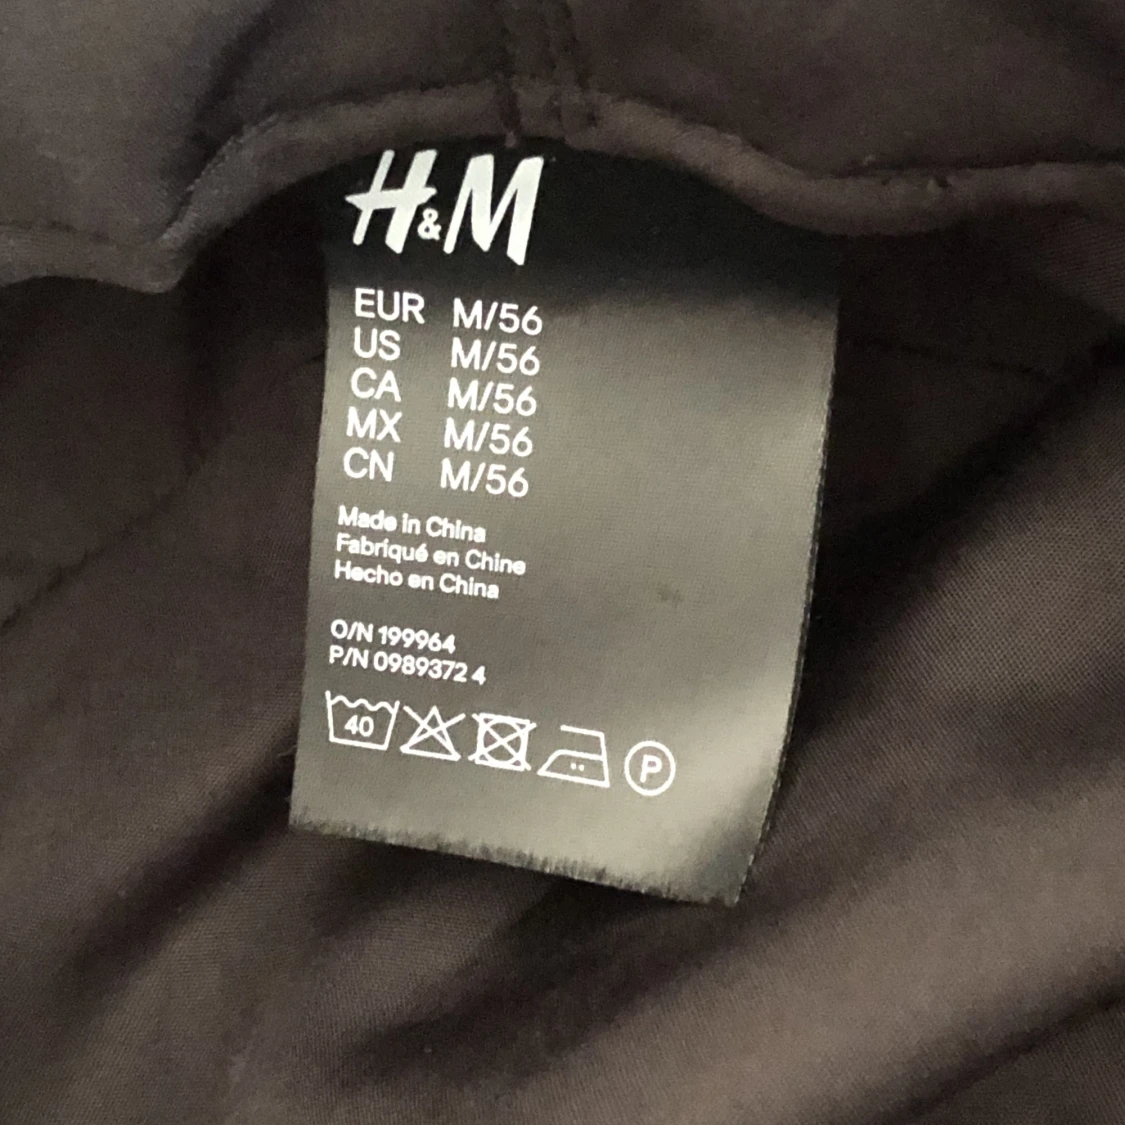 H&M
EUR M/56
US M/56
CA M/56
MX M/56
CN M/56
Made in China
Fabriqué en Chine
Hecho en China
O/N 199964
P/N 0989372 4
40
P